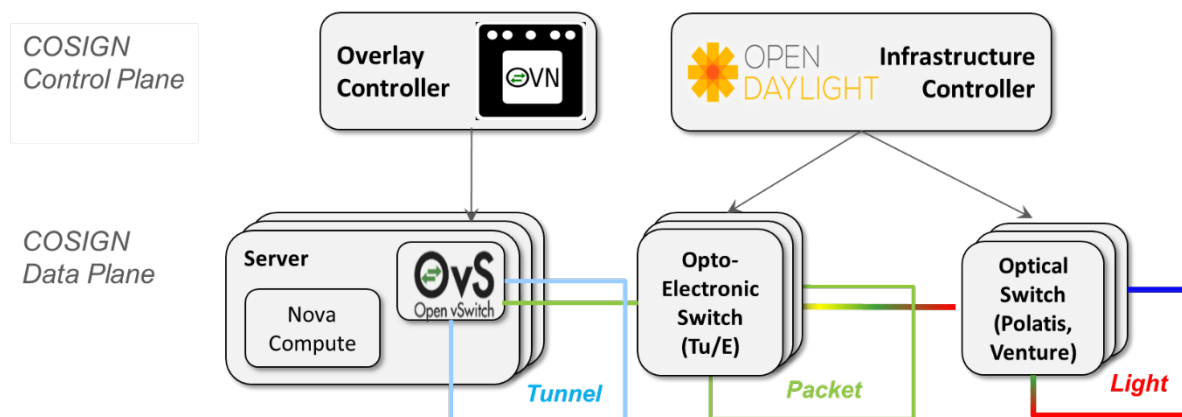 COSIGN
Control Plane
Overlay
Controller
OVN
OPEN
DAYLIGHT
Infrastructure
Controller
COSIGN
Data Plane
Server
Nova
Compute
OvS
Open vSwitch
Opto-
Electronic
Switch
(Tu/E)
Optical
Switch
(Polatis,
Venture)
Tunnel
Packet
Light